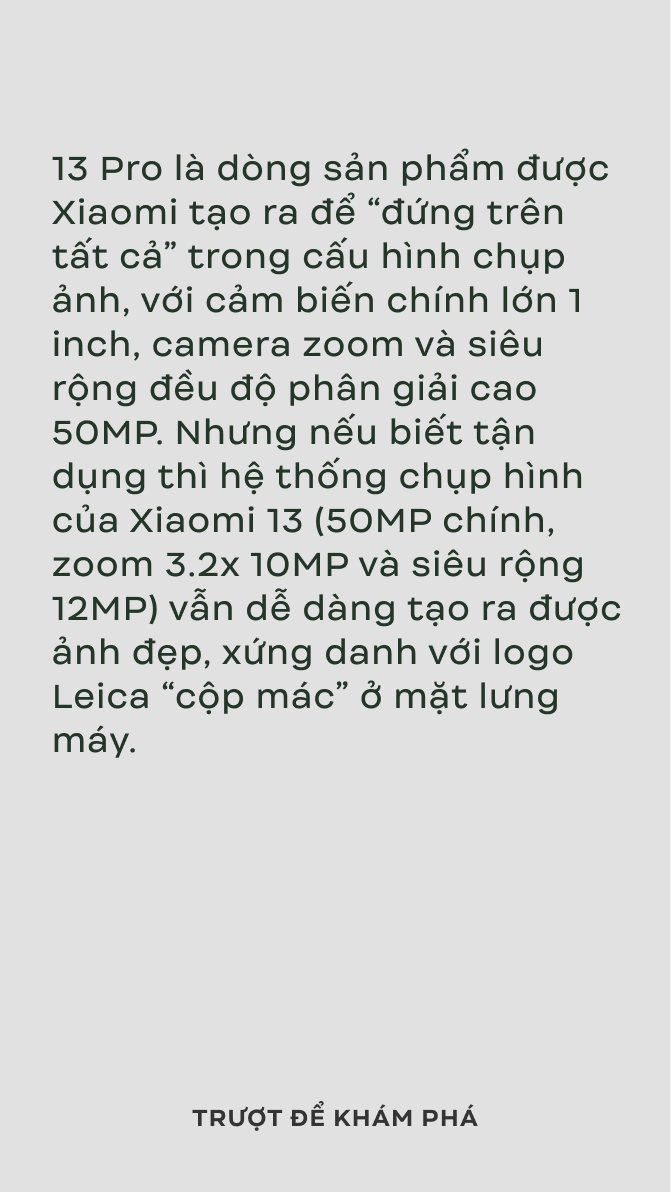 13 Pro là dòng sản phẩm được
Xiaomi tạo ra để “đứng trên
tất cả” trong cấu hình chụp
ảnh, với cảm biến chính lớn 1
inch, camera zoom và siêu
rộng đều độ phân giải cao
50MP. Nhưng nếu biết tận
dụng thì hệ thống chụp hình
của Xiaomi 13 (50MP chính,
zoom 3.2x 10MP và siêu rộng
12MP) vẫn dễ dàng tạo ra được
ảnh đẹp, xứng danh với logo
Leica “cộp mác” ở mặt lưng
máy.
TRƯỢT ĐỂ KHÁM PHÁ